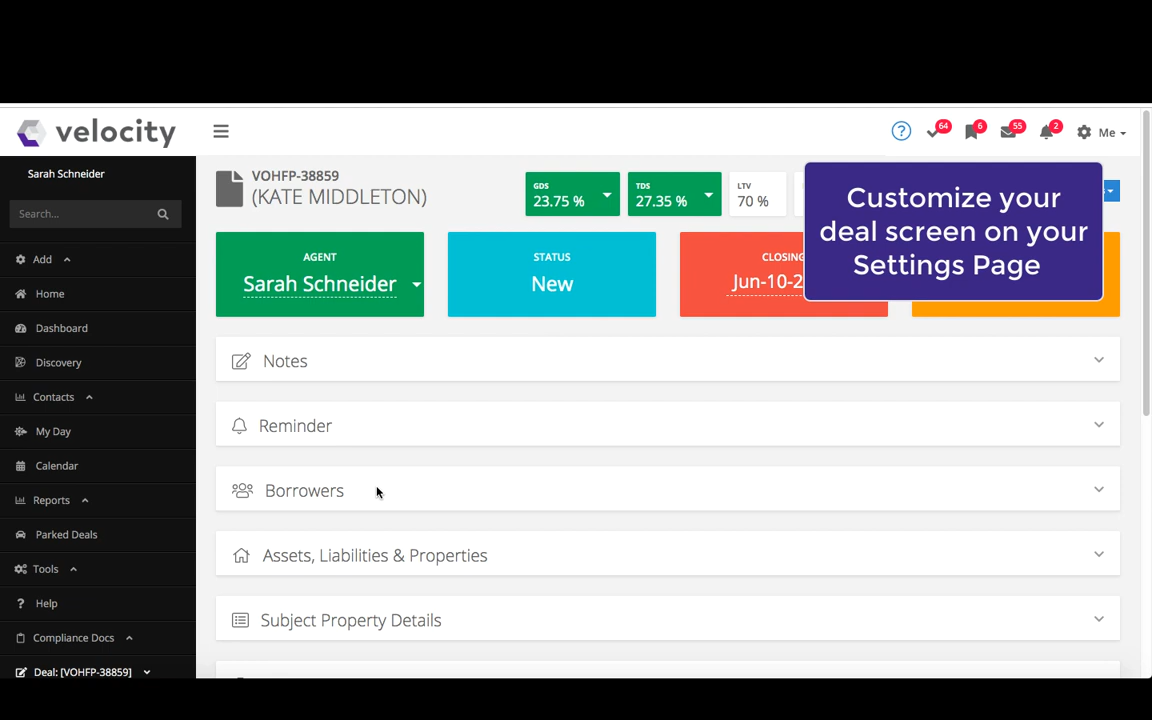 velocity
64
6
55
2
Me
Sarah Schneider
Search...
Add
Home
Dashboard
Discovery
Contacts
My Day
Calendar
Reports
Parked Deals
Tools
? Help
Compliance Docs
Deal: [VOHFP-38859]
VOHFP-38859
(KATE MIDDLETON)
GDS
23.75 %
TDS
27.35 %
LTV
70 %
Customize your
deal screen on your
Settings Page
AGENT
Sarah Schneider
STATUS
New
Jun-10-2
Notes
Reminder
Borrowers
Assets, Liabilities & Properties
Subject Property Details